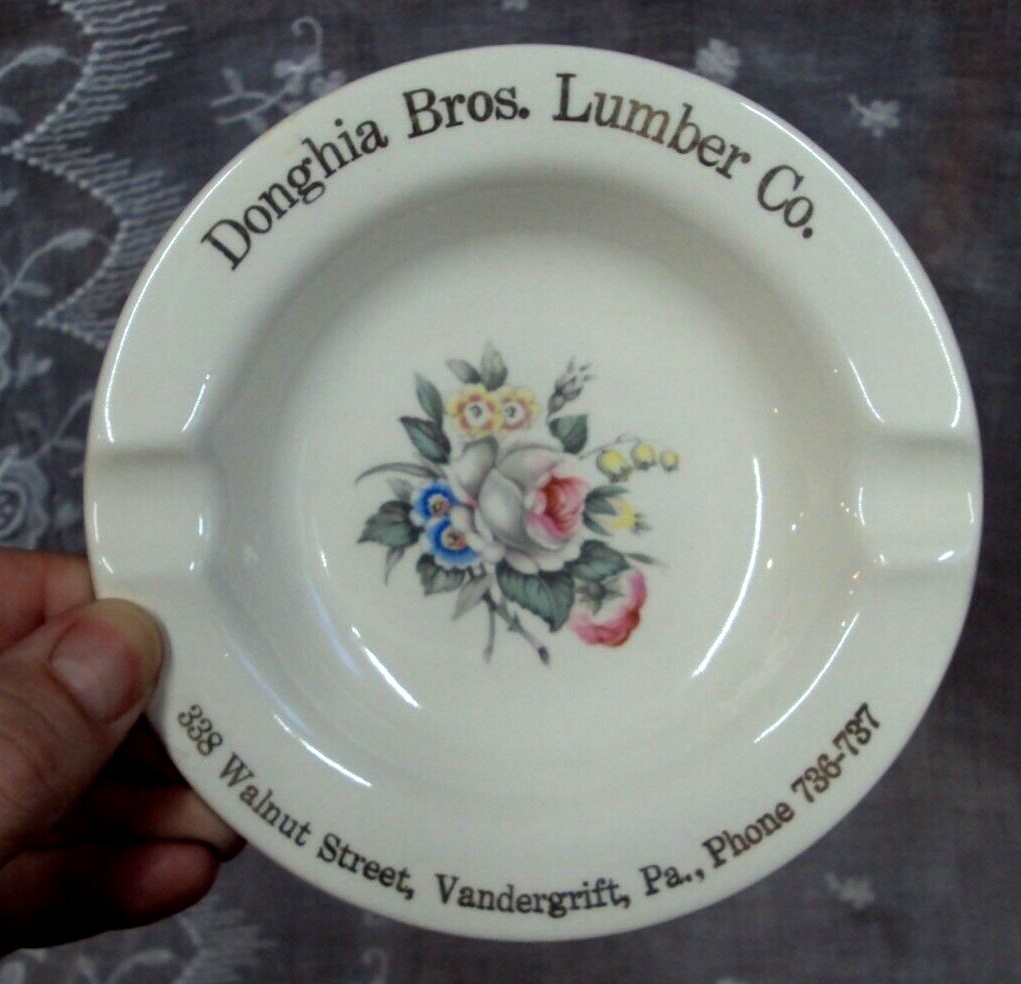 Donghia Bros. Lumber Co.
338 Walnut Street, Vandergrift, Pa., Phone 736-737